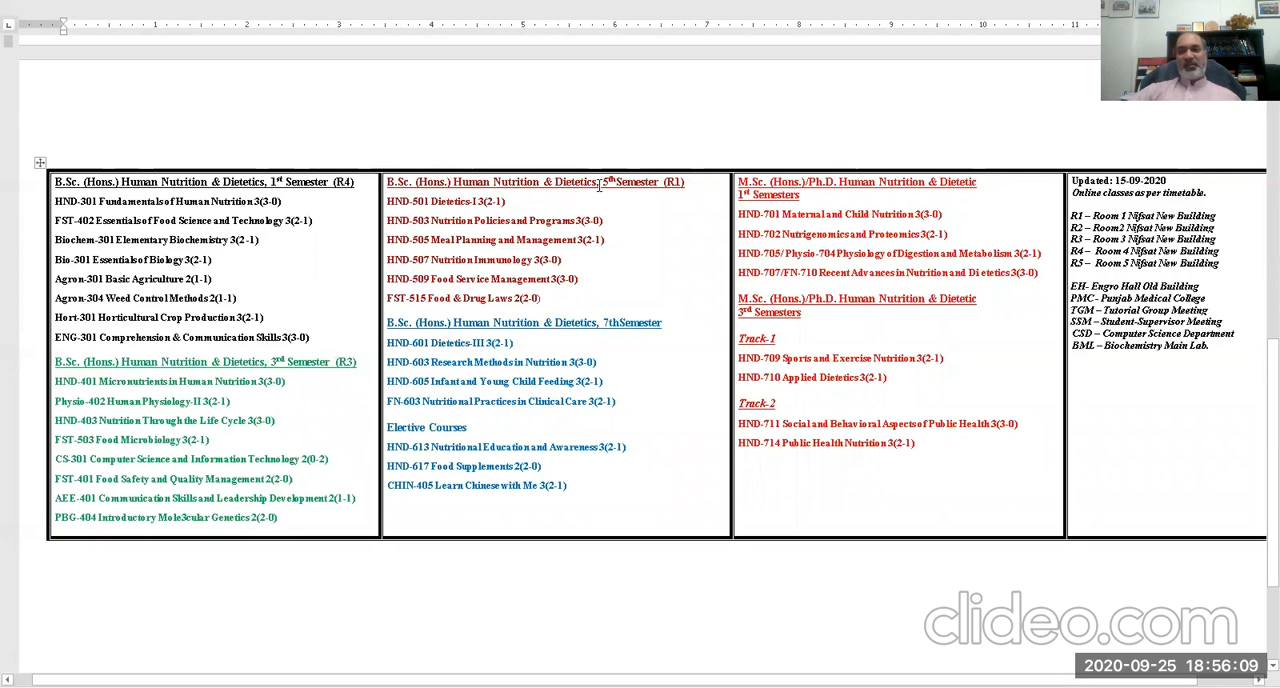 1 2 3 4 5 6 7 8 9 10 11
B.Sc. (Hons.) Human Nutrition & Dietetics, 1st Semester (R4)
HND-301 Fundamentals of Human Nutrition 3(3-0)
FST-402 Essentials of Food Science and Technology 3(2-1)
Biochem-301 Elementary Biochemistry 3(2-1)
Bio-301 Essentials of Biology 3(2-1)
Agron-301 Basic Agriculture 2(1-1)
Agron-304 Weed Control Methods 2(1-1)
Hort-301 Horticultural Crop Production 3(2-1)
ENG-301 Comprehension & Communication Skills 3(3-0)
B.Sc. (Hons.) Human Nutrition & Dietetics, 3rd Semester (R3)
HND-401 Micronutrients in Human Nutrition 3(3-0)
Physio-402 Human Physiology-II 3(2-1)
HND-403 Nutrition Through the Life Cycle 3(3-0)
FST-503 Food Microbiology 3(2-1)
CS-301 Computer Science and Information Technology 2(0-2)
FST-401 Food Safety and Quality Management 2(2-0)
AEE-401 Communication Skills and Leadership Development 2(1-1)
PBG-404 Introductory Mole3cular Genetics 2(2-0)
B.Sc. (Hons.) Human Nutrition & Dietetics, 5th Semester (R1)
HND-501 Dietetics-I 3(2-1)
HND-503 Nutrition Policies and Programs 3(3-0)
HND-505 Meal Planning and Management 3(2-1)
HND-507 Nutrition Immunology 3(3-0)
HND-509 Food Service Management 3(3-0)
FST-515 Food & Drug Laws 2(2-0)
B.Sc. (Hons.) Human Nutrition & Dietetics, 7thSemester
HND-601 Dietetics-III 3(2-1)
HND-603 Research Methods in Nutrition 3(3-0)
HND-605 Infant and Young Child Feeding 3(2-1)
FN-603 Nutritional Practices in Clinical Care 3(2-1)
Elective Courses
HND-613 Nutritional Education and Awareness 3(2-1)
HND-617 Food Supplements 2(2-0)
CHIN-405 Learn Chinese with Me 3(2-1)
M.Sc. (Hons.)/Ph.D. Human Nutrition & Dietetic
1st Semesters
HND-701 Maternal and Child Nutrition 3(3-0)
HND-702 Nutrigenomics and Proteomics 3(2-1)
HND-705/ Physio-704 Physiology of Digestion and Metabolism 3(2-1)
HND-707/FN-710 Recent Advances in Nutrition and Dietetics 3(3-0)
M.Sc. (Hons.)/Ph.D. Human Nutrition & Dietetic
3rd Semesters
Track-1
HND-709 Sports and Exercise Nutrition 3(2-1)
HND-710 Applied Dietetics 3(2-1)
Track-2
HND-711 Social and Behavioral Aspects of Public Health 3(3-0)
HND-714 Public Health Nutrition 3(2-1)
Updated: 15-09-2020
Online classes as per timetable.
R1 – Room 1 Nifsat New Building
R2 – Room2 Nifsat New Building
R3 – Room 3 Nifsat New Building
R4 – Room 4 Nifsat New Building
R5 – Room 5 Nifsat New Building
EH- Engro Hall Old Building
PMC - Punjab Medical College
TGM – Tutorial Group Meeting
SSM – Student-Supervisor Meeting
CSD – Computer Science Department
BML – Biochemistry Main Lab.
clideo.com
2020-09-25 18:56:09